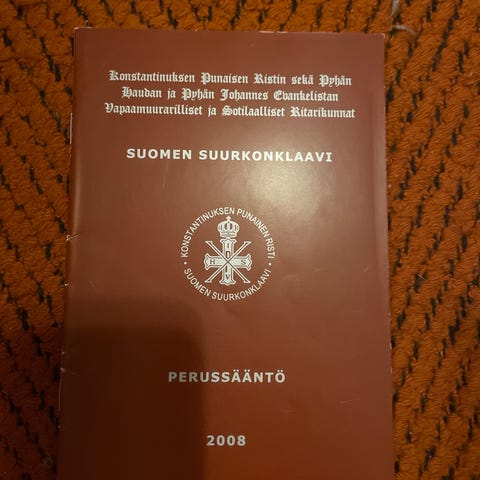 Konstantinuksen Punaisen Ristin sekä Pyhän
Haudan ja Pyhän Johannes Evankelistan
Vapaamuurarilliset ja Sotilaalliset Ritarikunnat
SUOMEN SUURKONKLAAVI
• KONSTANTINUKSEN PUNAINEN RISTI •
SUOMEN SUURKONKLAAVI
PERUSSÄÄNTÖ
2008